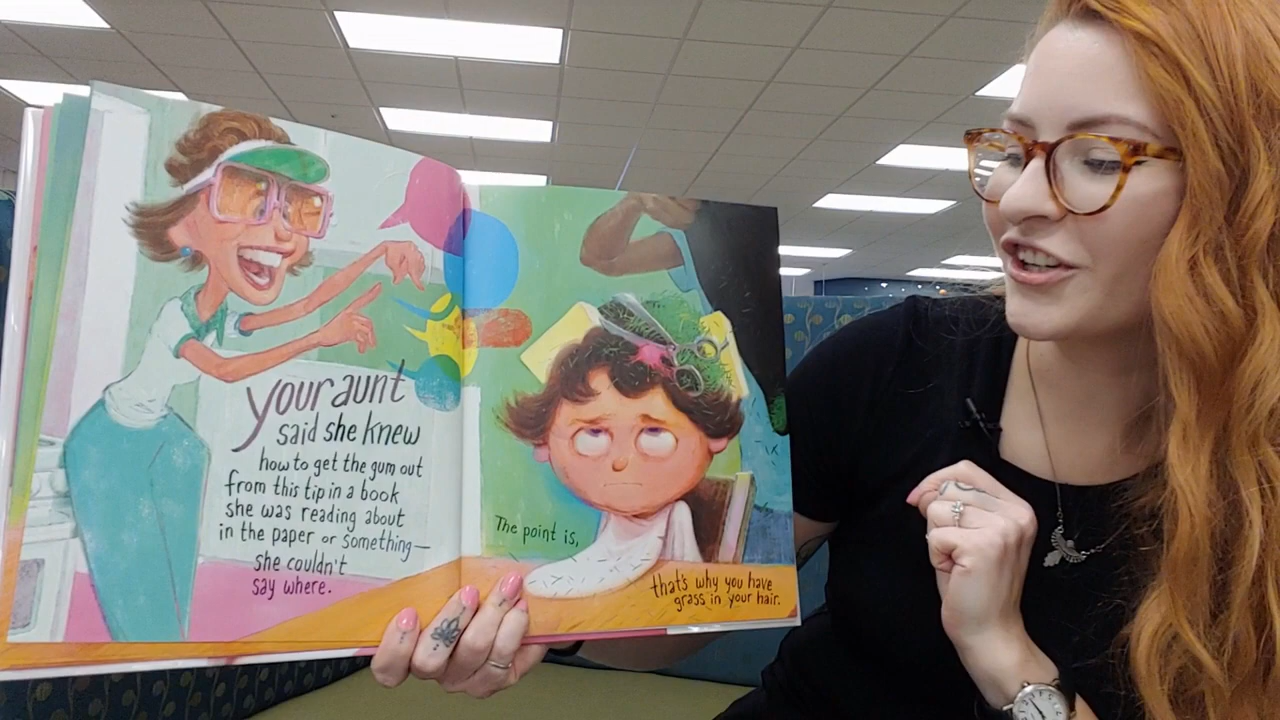 your aunt
said she knew
how to get the gum out
from this tip in a book
she was reading about
in the paper or something—
she couldn't
say where.
The point is,
that's why you have
grass in your hair.